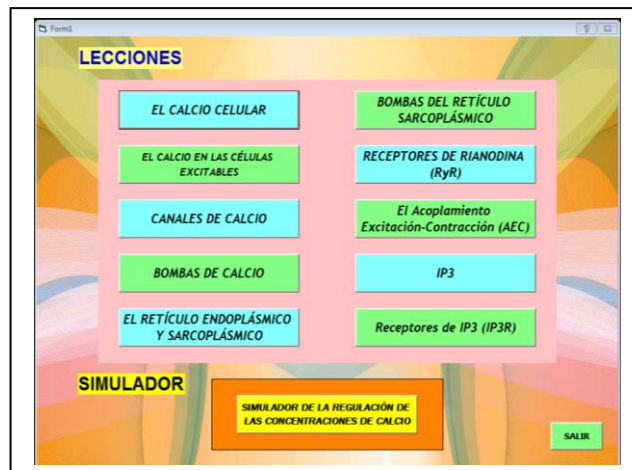 Form1
LECCIONES
EL CALCIO CELULAR
EL CALCIO EN LAS CÉLULAS
EXCITABLES
CANALES DE CALCIO
BOMBAS DE CALCIO
EL RETÍCULO ENDOPLÁSMICO
Y SARCOPLÁSMICO
BOMBAS DEL RETÍCULO
SARCOPLÁSMICO
RECEPTORES DE RIANODINA
(RyR)
El Acoplamiento
Excitación-Contracción (AEC)
IP3
Receptores de IP3 (IP3R)
SIMULADOR
SIMULADOR DE LA REGULACIÓN DE
LAS CONCENTRACIONES DE CALCIO
SALIR